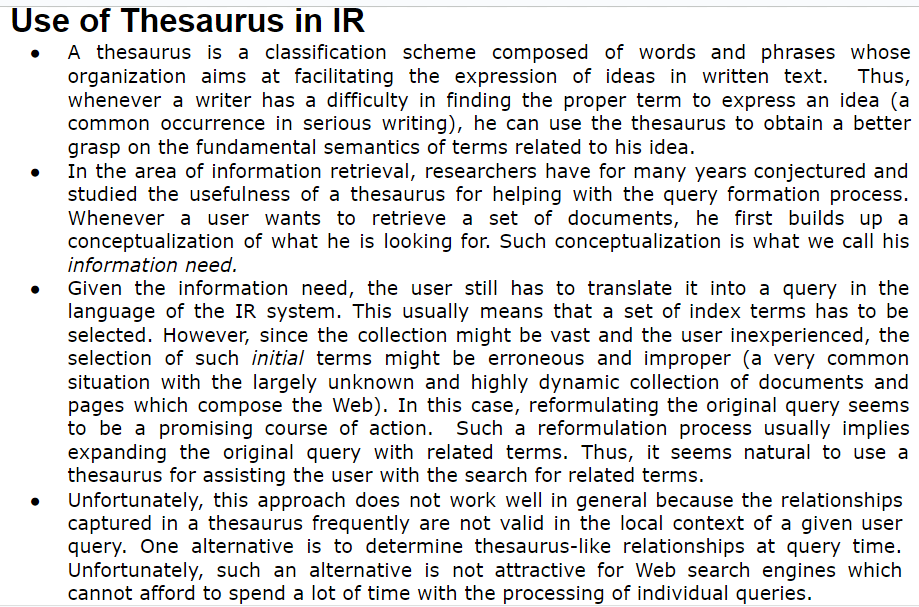 Use of Thesaurus in IR
● A thesaurus is a classification scheme composed of words and phrases whose
organization aims at facilitating the expression of ideas in written text. Thus,
whenever a writer has a difficulty in finding the proper term to express an idea (a
common occurrence in serious writing), he can use the thesaurus to obtain a better
grasp on the fundamental semantics of terms related to his idea.
● In the area of information retrieval, researchers have for many years conjectured and
studied the usefulness of a thesaurus for helping with the query formation process.
Whenever a user wants to retrieve a set of documents, he first builds up a
conceptualization of what he is looking for. Such conceptualization is what we call his
information need.
● Given the information need, the user still has to translate it into a query in the
language of the IR system. This usually means that a set of index terms has to be
selected. However, since the collection might be vast and the user inexperienced, the
selection of such initial terms might be erroneous and improper (a very common
situation with the largely unknown and highly dynamic collection of documents and
pages which compose the Web). In this case, reformulating the original query seems
to be a promising course of action. Such a reformulation process usually implies
expanding the original query with related terms. Thus, it seems natural to use a
thesaurus for assisting the user with the search for related terms.
● Unfortunately, this approach does not work well in general because the relationships
captured in a thesaurus frequently are not valid in the local context of a given user
query. One alternative is to determine thesaurus-like relationships at query time.
Unfortunately, such an alternative is not attractive for Web search engines which
cannot afford to spend a lot of time with the processing of individual queries.